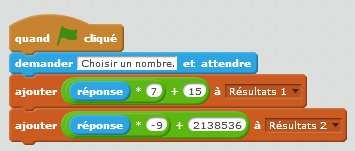 quand cliqué
demander Choisir un nombre. et attendre
ajouter réponse * 7 + 15 à Résultats 1
ajouter réponse * -9 + 2138536 à Résultats 2